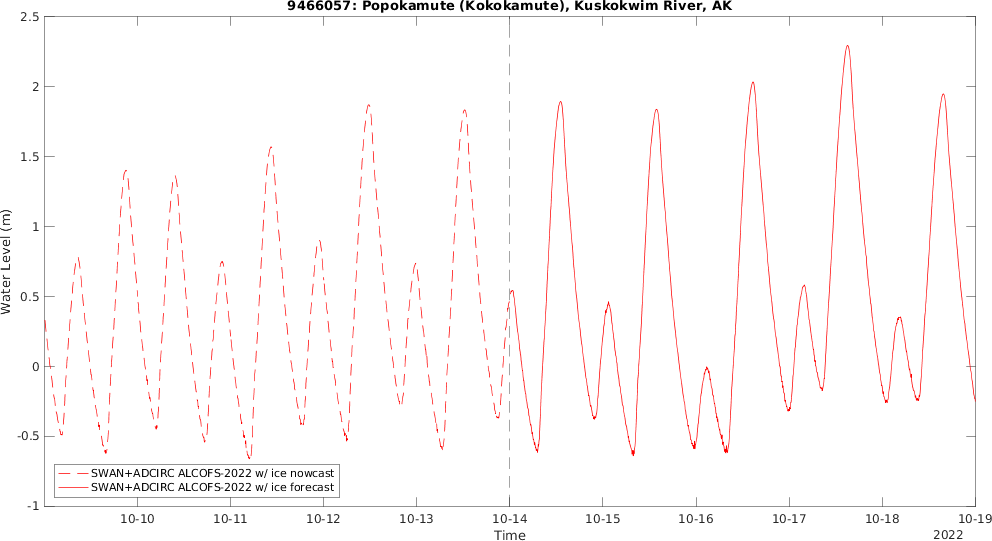 9466057: Popokamute (Kokokamute), Kuskokwim River, AK
2.5
2
1.5
1
0.5
0
-0.5
-1
Water Level (m)
SWAN+ADCIRC ALCOFS-2022 w/ ice nowcast
SWAN+ADCIRC ALCOFS-2022 w/ ice forecast
10-10 10-11 10-12 10-13 10-14 10-15 10-16 10-17 10-18 10-19
Time
2022